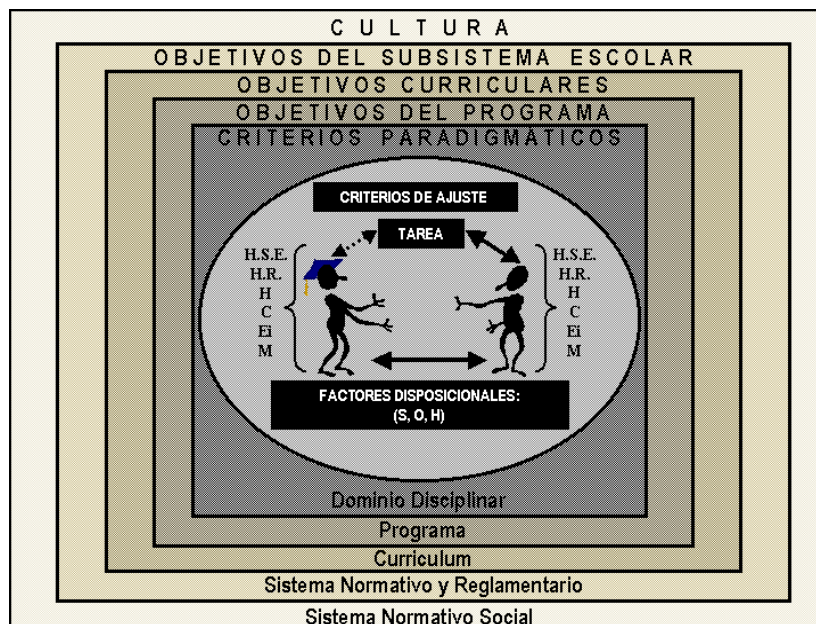 C U L T U R A
OBJETIVOS DEL SUBSISTEMA ESCOLAR
OBJETIVOS CURRICULARES
OBJETIVOS DEL PROGRAMA
CRITERIOS PARADIGMÀTICOS
CRITERIOS DE AJUSTE
TAREA
H.S.E.
H.R.
H
C
Ei
M
H.S.E.
H.R.
H
C
Ei
M
FACTORES DISPOSICIONALES:
(S, O, H)
Dominio Disciplinar
Programa
Curriculum
Sistema Normativo y Reglamentario
Sistema Normativo Social